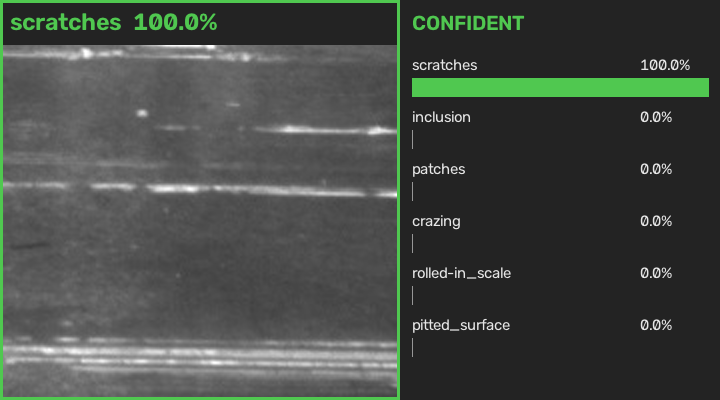 scratches 100.0%
CONFIDENT
scratches 100.0%
inclusion 0.0%
patches 0.0%
crazing 0.0%
rolled-in_scale 0.0%
pitted_surface 0.0%